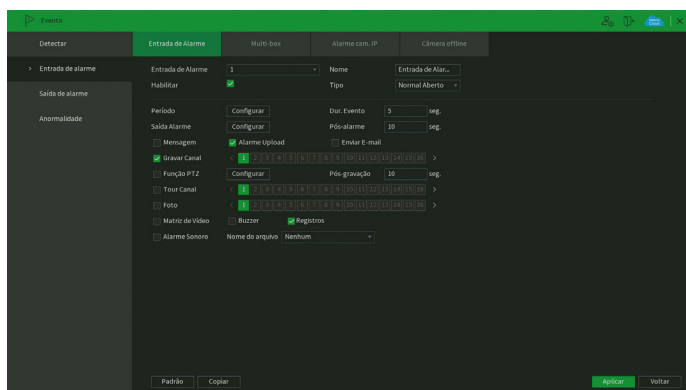 Evento
Detectar
Entrada de Alarme Multi-box Alarme cam. IP Câmera offline
> Entrada de alarme
Entrada de Alarme 1 Nome Entrada de Alar...
Habilitar Tipo Normal Aberto
Saída de alarme
Período Configurar Dur. Evento 5 seg.
Anormalidade
Saída Alarme Configurar Pós-alarme 10 seg.
Mensagem Alarme Upload Enviar E-mail
Gravar Canal < 1 2 3 4 5 6 7 8 9 10 11 12 13 14 15 16 >
Função PTZ Configurar Pós-gravação 10 seg.
Tour Canal < 1 2 3 4 5 6 7 8 9 10 11 12 13 14 15 16 >
Foto < 1 2 3 4 5 6 7 8 9 10 11 12 13 14 15 16 >
Matriz de Vídeo Buzzer Registros
Alarme Sonoro Nome do arquivo Nenhum
Padrão Copiar Aplicar Voltar